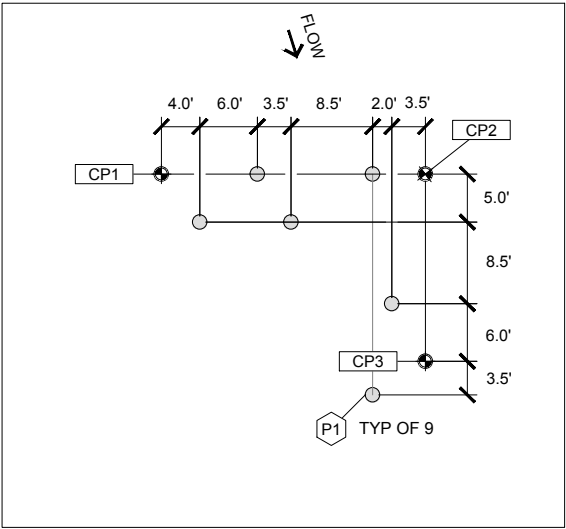 FLOW
4.0' 6.0' 3.5' 8.5' 2.0' 3.5'
CP2
CP1
5.0'
8.5'
6.0'
CP3
3.5'
P1 TYP OF 9